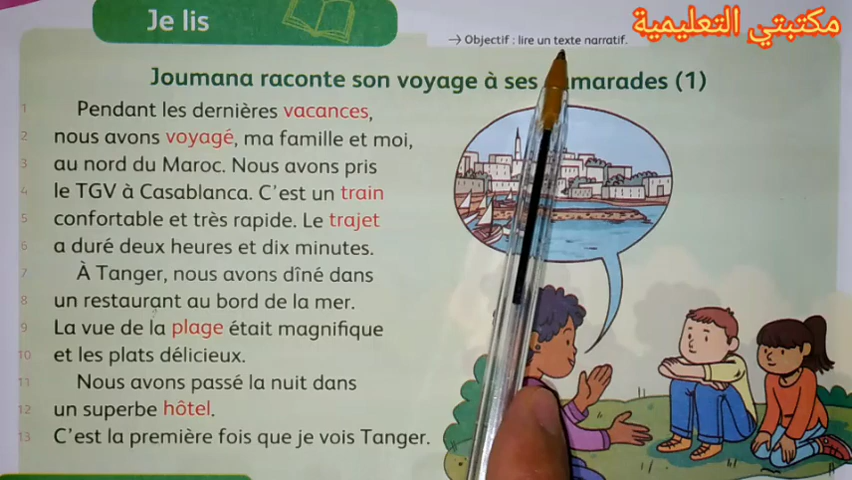 Je lis
مكتبتي التعليمية
→ Objectif : lire un texte narratif.
Joumana raconte son voyage à ses marades (1)
1 Pendant les dernières vacances,
2 nous avons voyagé, ma famille et moi,
3 au nord du Maroc. Nous avons pris
4 le TGV à Casablanca. C'est un train
5 confortable et très rapide. Le trajet
6 a duré deux heures et dix minutes.
7 À Tanger, nous avons dîné dans
8 un restaurant au bord de la mer.
9 La vue de la plage était magnifique
10 et les plats délicieux.
11 Nous avons passé la nuit dans
12 un superbe hôtel.
13 C'est la première fois que je vois Tanger.